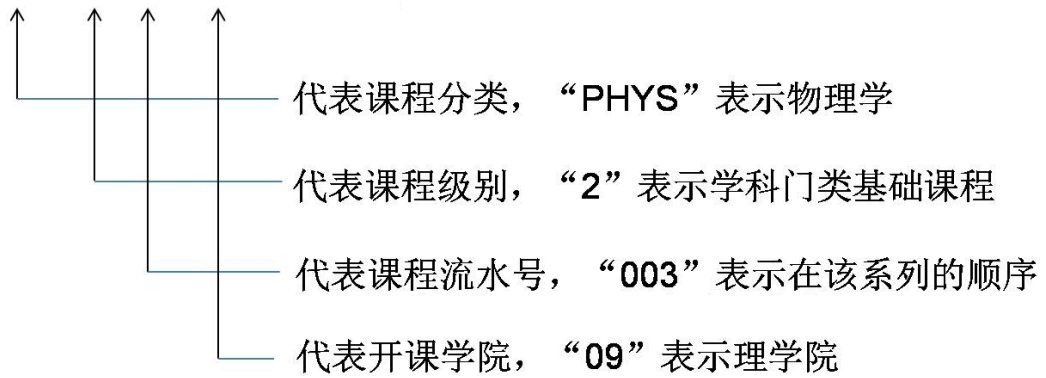 代表课程分类，“PHYS”表示物理学
代表课程级别，“2”表示学科门类基础课程
代表课程流水号，“003”表示在该系列的顺序
代表开课学院，“09”表示理学院